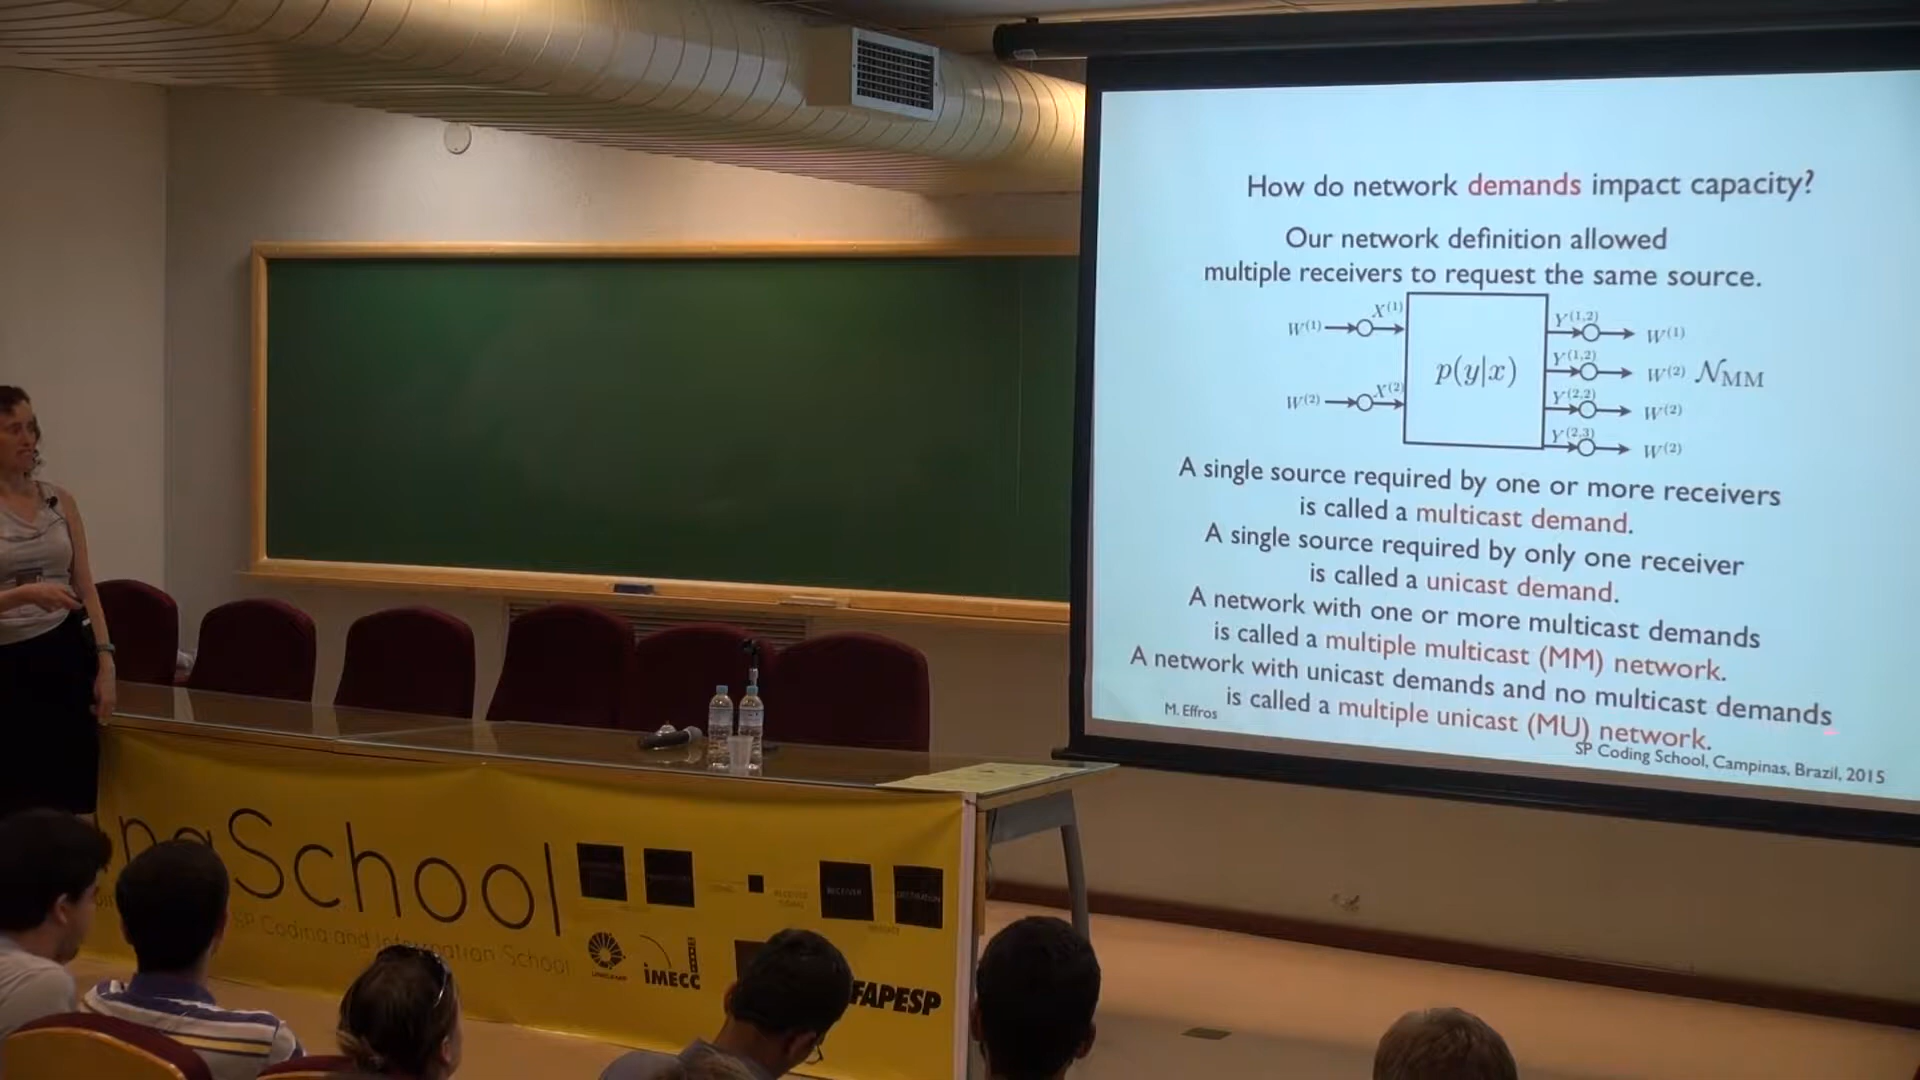 How do network demands impact capacity?
Our network definition allowed
multiple receivers to request the same source.
W(1) X(1) p(y|x) Y(1,2) W(1)
Y(1,2) W(2) 𝒩MM
W(2) X(2) Y(2,2) W(2)
Y(2,3) W(2)
A single source required by one or more receivers
is called a multicast demand.
A single source required by only one receiver
is called a unicast demand.
A network with one or more multicast demands
is called a multiple multicast (MM) network.
A network with unicast demands and no multicast demands
is called a multiple unicast (MU) network.
M. Effros
SP Coding School, Campinas, Brazil, 2015
ngSchool
SP Coding and Information School
RECEIVER
DESTINATION
UNICAMP
IMECC
FAPESP